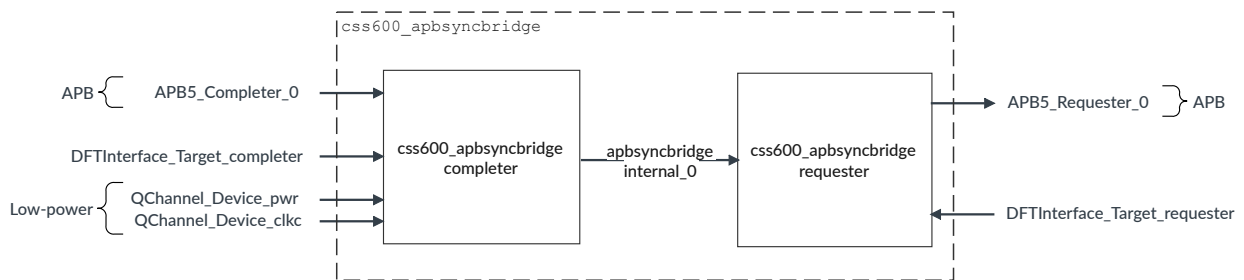 css600_apbsyncbridge
APB
APB5_Completer_0
DFTInterface_Target_completer
Low-power
QChannel_Device_pwr
QChannel_Device_clkc
css600_apbsyncbridge
completer
apbsyncbridge
internal_0
css600_apbsyncbridge
requester
APB5_Requester_0
APB
DFTInterface_Target_requester